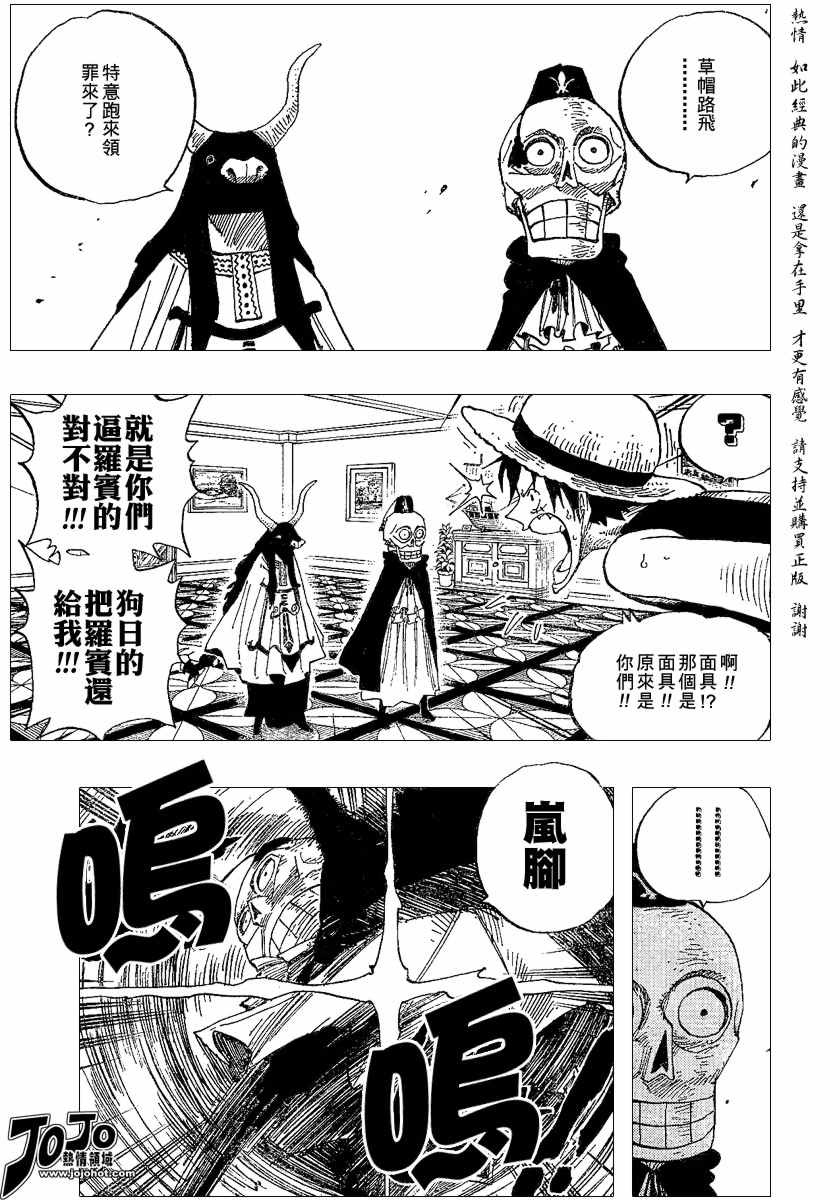 草帽路飛
…………
特意跑來領
罪來了?
?
啊!!
面具!?
那個是
面具!!
原來是
你們!!
就是你們
逼羅賓的
對不對!!!
狗日的
把羅賓還
給我!!!
嵐腳
嗚
嗚!!
熱情 如此經典的漫畫 還是拿在手里 才更有感覺 請支持並購買正版 謝謝
JOJO
熱情領域
www.jojohot.com